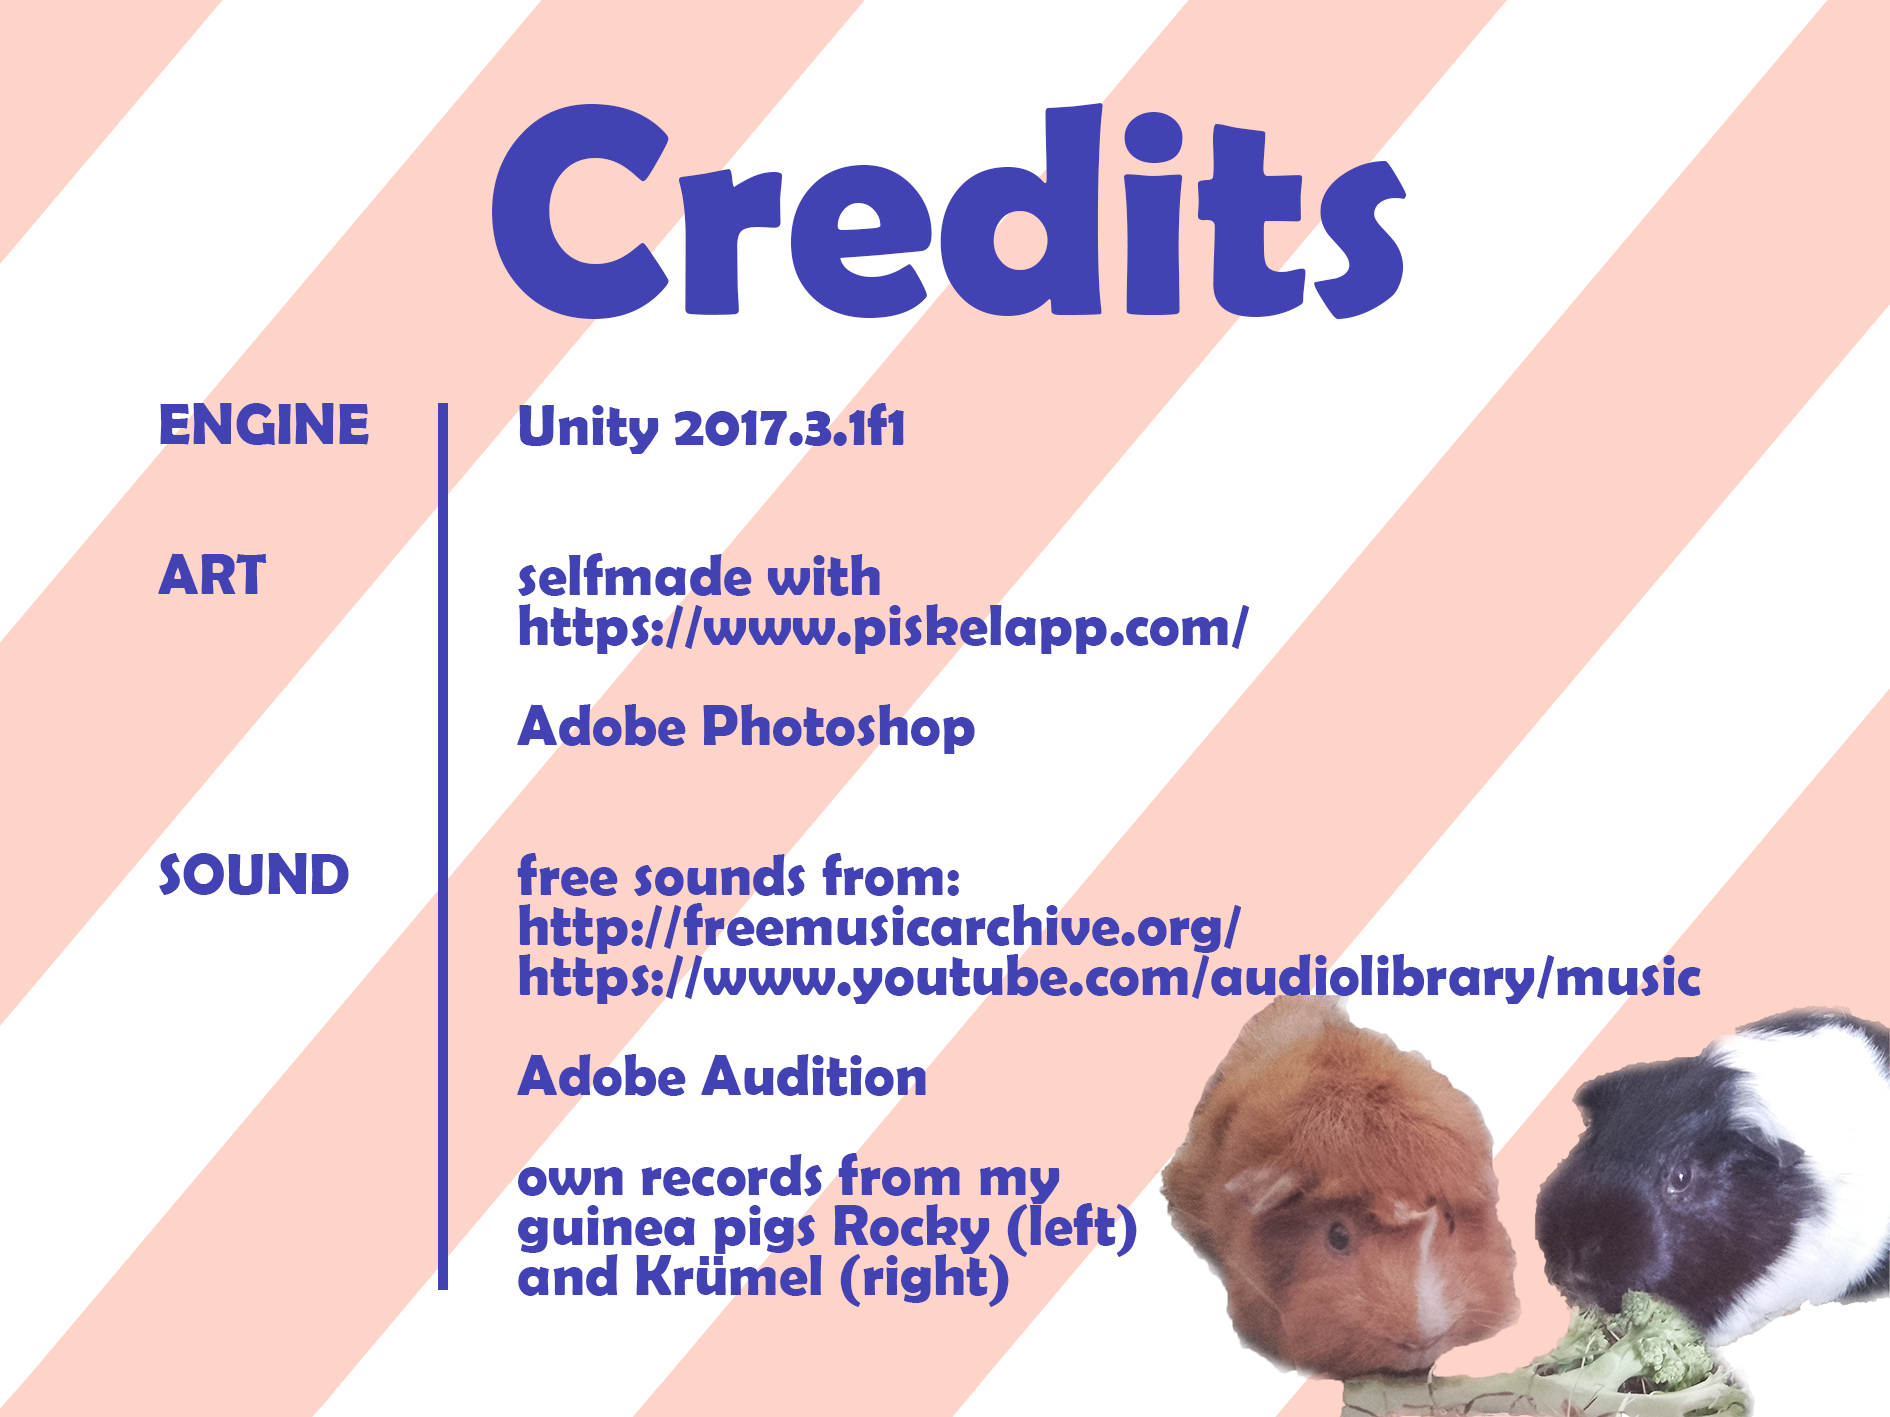 Credits
ENGINE
Unity 2017.3.1f1
ART
selfmade with
https://www.piskelapp.com/
Adobe Photoshop
SOUND
free sounds from:
http://freemusicarchive.org/
https://www.youtube.com/audiolibrary/music
Adobe Audition
own records from my
guinea pigs Rocky (left)
and Krümel (right)